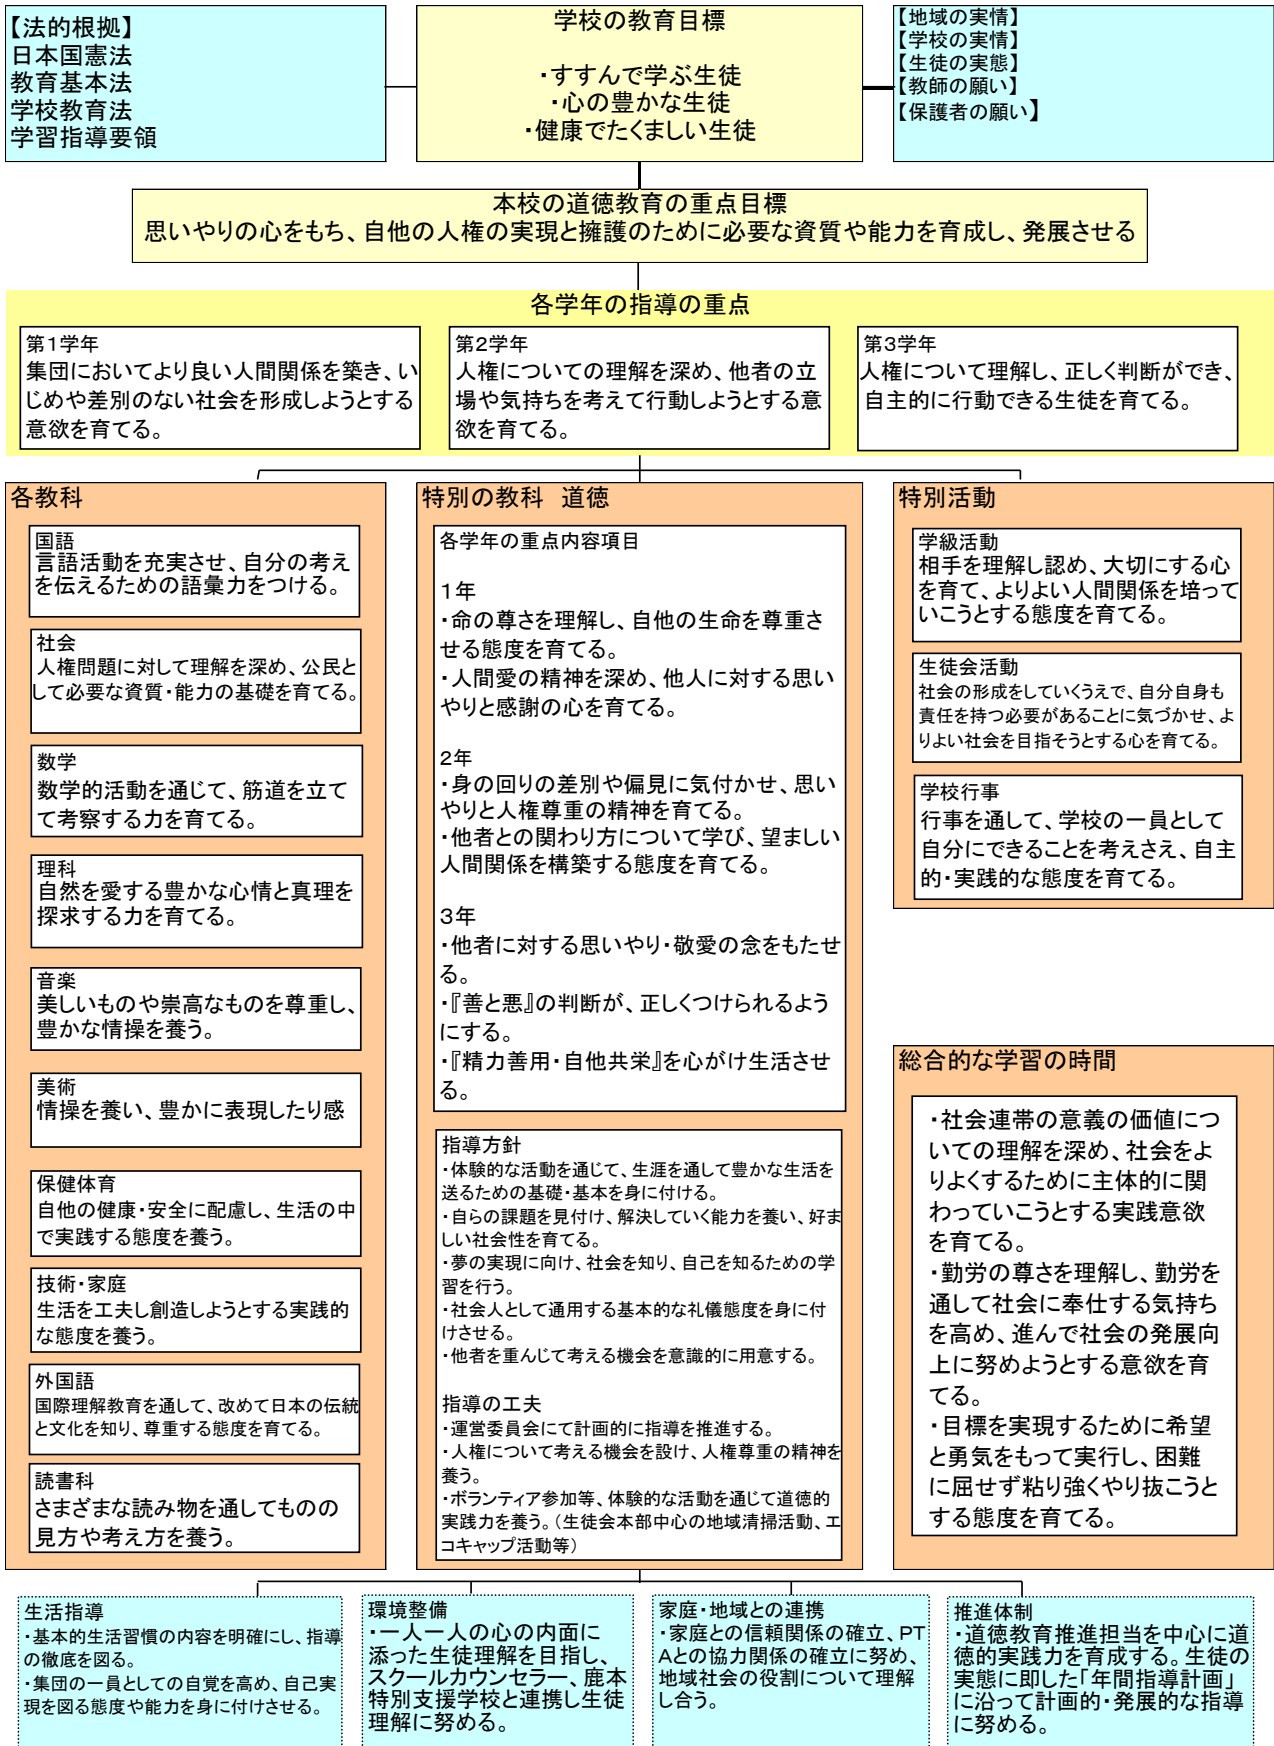 【法的根拠】
日本国憲法
教育基本法
学校教育法
学習指導要領
学校の教育目標
・すすんで学ぶ生徒
・心の豊かな生徒
・健康でたくましい生徒
【地域の実情】
【学校の実情】
【生徒の実態】
【教師の願い】
【保護者の願い】
本校の道徳教育の重点目標
思いやりの心をもち、自他の人権の実現と擁護のために必要な資質や能力を育成し、発展させる
各学年の指導の重点
第1学年
集団においてより良い人間関係を築き、い
じめや差別のない社会を形成しようとする
意欲を育てる。
第2学年
人権についての理解を深め、他者の立
場や気持ちを考えて行動しようとする意
欲を育てる。
第3学年
人権について理解し、正しく判断ができ、
自主的に行動できる生徒を育てる。
各教科
国語
言語活動を充実させ、自分の考え
を伝えるための語彙力をつける。
社会
人権問題に対して理解を深め、公民と
して必要な資質・能力の基礎を育てる。
数学
数学的活動を通じて、筋道を立て
て考察する力を育てる。
理科
自然を愛する豊かな心情と真理を
探求する力を育てる。
音楽
美しいものや崇高なものを尊重し、
豊かな情操を養う。
美術
情操を養い、豊かに表現したり感
保健体育
自他の健康・安全に配慮し、生活の中
で実践する態度を養う。
技術・家庭
生活を工夫し創造しようとする実践的
な態度を養う。
外国語
国際理解教育を通して、改めて日本の伝統
と文化を知り、尊重する態度を育てる。
読書科
さまざまな読み物を通してものの
見方や考え方を養う。
特別の教科 道徳
各学年の重点内容項目
1年
・命の尊さを理解し、自他の生命を尊重さ
せる態度を育てる。
・人間愛の精神を深め、他人に対する思い
やりと感謝の心を育てる。
2年
・身の回りの差別や偏見に気付かせ、思い
やりと人権尊重の精神を育てる。
・他者との関わり方について学び、望ましい
人間関係を構築する態度を育てる。
3年
・他者に対する思いやり・敬愛の念をもたせ
る。
・『善と悪』の判断が、正しくつけられるよう
にする。
・『精力善用・自他共栄』を心がけ生活させ
る。
指導方針
・体験的な活動を通じて、生涯を通して豊かな生活を
送るための基礎・基本を身に付ける。
・自らの課題を見付け、解決していく能力を養い、好ま
しい社会性を育てる。
・夢の実現に向け、社会を知り、自己を知るための学
習を行う。
・社会人として通用する基本的な礼儀態度を身に付
けさせる。
・他者を重んじて考える機会を意識的に用意する。
指導の工夫
・運営委員会にて計画的に指導を推進する。
・人権について考える機会を設け、人権尊重の精神を
養う。
・ボランティア参加等、体験的な活動を通じて道徳的
実践力を養う。(生徒会本部中心の地域清掃活動、エ
コキャップ活動等)
特別活動
学級活動
相手を理解し認め、大切にする心
を育て、よりよい人間関係を培って
いこうとする態度を育てる。
生徒会活動
社会の形成をしていくうえで、自分自身も
責任を持つ必要があることに気づかせ、よ
りよい社会を目指そうとする心を育てる。
学校行事
行事を通して、学校の一員として
自分にできることを考えさえ、自主
的・実践的な態度を育てる。
総合的な学習の時間
・社会連帯の意義の価値につ
いての理解を深め、社会をよ
りよくするために主体的に関
わっていこうとする実践意欲
を育てる。
・勤労の尊さを理解し、勤労を
通して社会に奉仕する気持ち
を高め、進んで社会の発展向
上に努めようとする意欲を育
てる。
・目標を実現するために希望
と勇気をもって実行し、困難
に屈せず粘り強くやり抜こうと
する態度を育てる。
生活指導
・基本的生活習慣の内容を明確にし、指導
の徹底を図る。
・集団の一員としての自覚を高め、自己実
現を図る態度や能力を身に付けさせる。
環境整備
・一人一人の心の内面に
添った生徒理解を目指し、
スクールカウンセラー、鹿本
特別支援学校と連携し生徒
理解に努める。
家庭・地域との連携
・家庭との信頼関係の確立、PT
Aとの協力関係の確立に努め、
地域社会の役割について理解
し合う。
推進体制
・道徳教育推進担当を中心に道
徳的実践力を育成する。生徒の
実態に即した「年間指導計画」
に沿って計画的・発展的な指導
に努める。